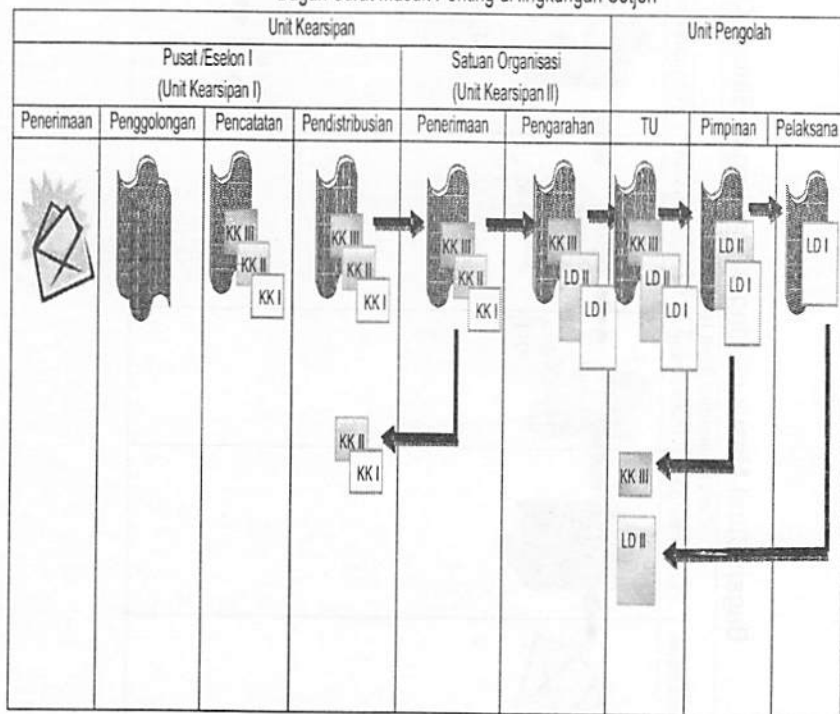 Unit Kearsipan
Unit Pengolah
Pusat /Eselon I
(Unit Kearsipan I)
Satuan Organisasi
(Unit Kearsipan II)
Penerimaan Penggolongan Pencatatan Pendistribusian Penerimaan Pengarahan TU Pimpinan Pelaksana
KK III
KK II
KK I
KK III
KK II
KK I
KK III
KK II
KK I
KK III
LD II
LD I
KK III
LD II
LD I
LD II
LD I
LD I
KK II
KK I
KK III
LD II